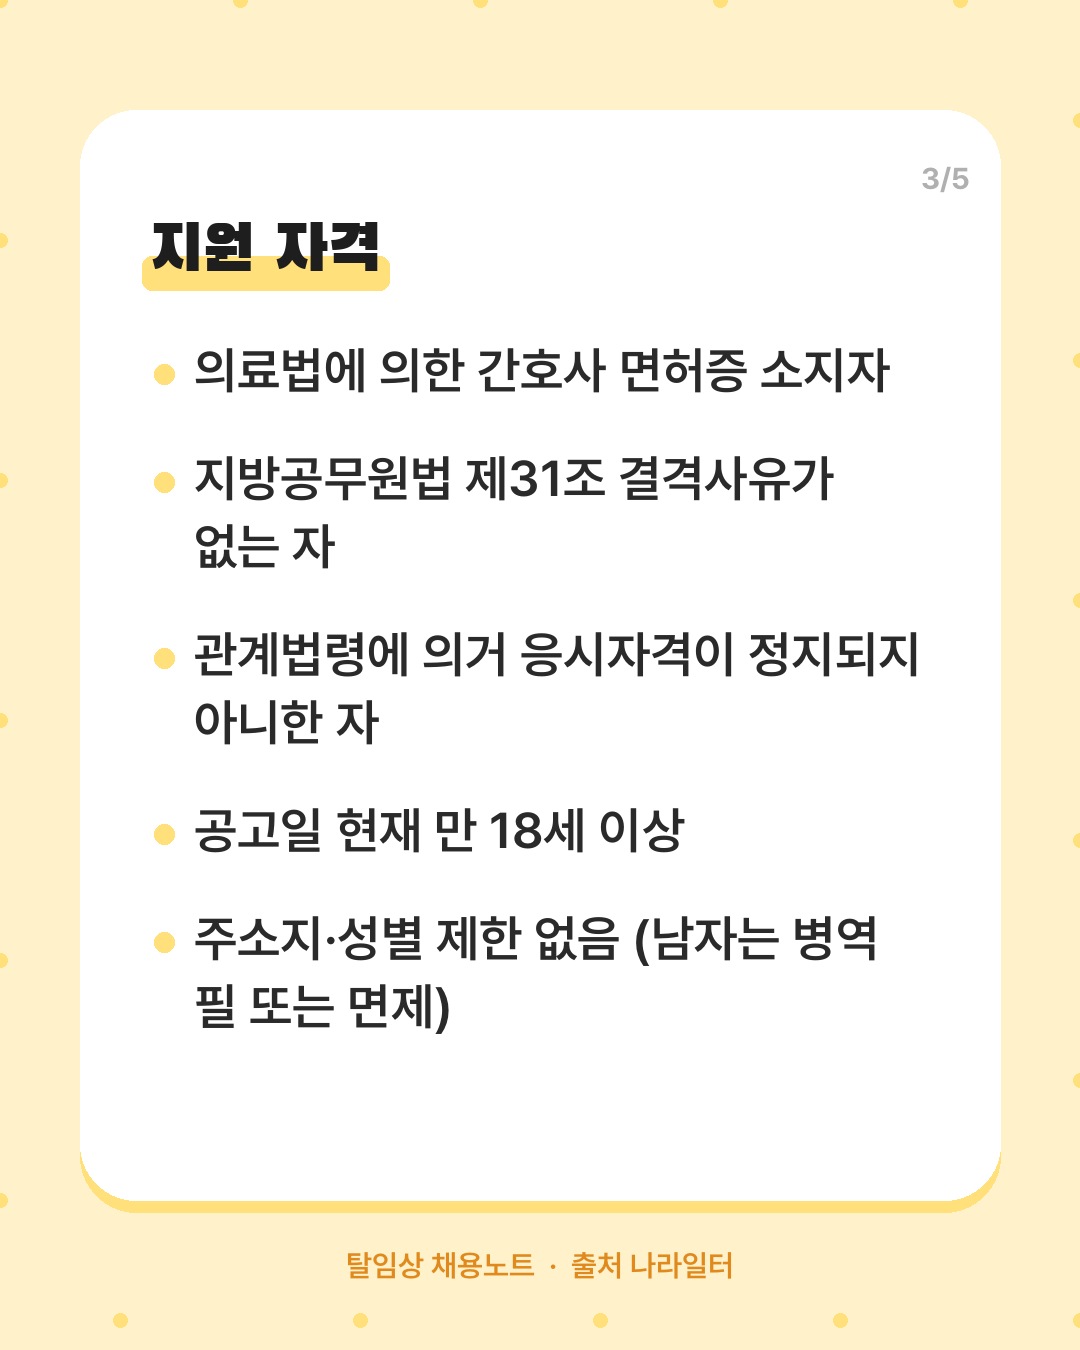 3/5
지원 자격
의료법에 의한 간호사 면허증 소지자
지방공무원법 제31조 결격사유가
없는 자
관계법령에 의거 응시자격이 정지되지
아니한 자
공고일 현재 만 18세 이상
주소지·성별 제한 없음 (남자는 병역
필 또는 면제)
탈임상 채용노트 · 출처 나라일터